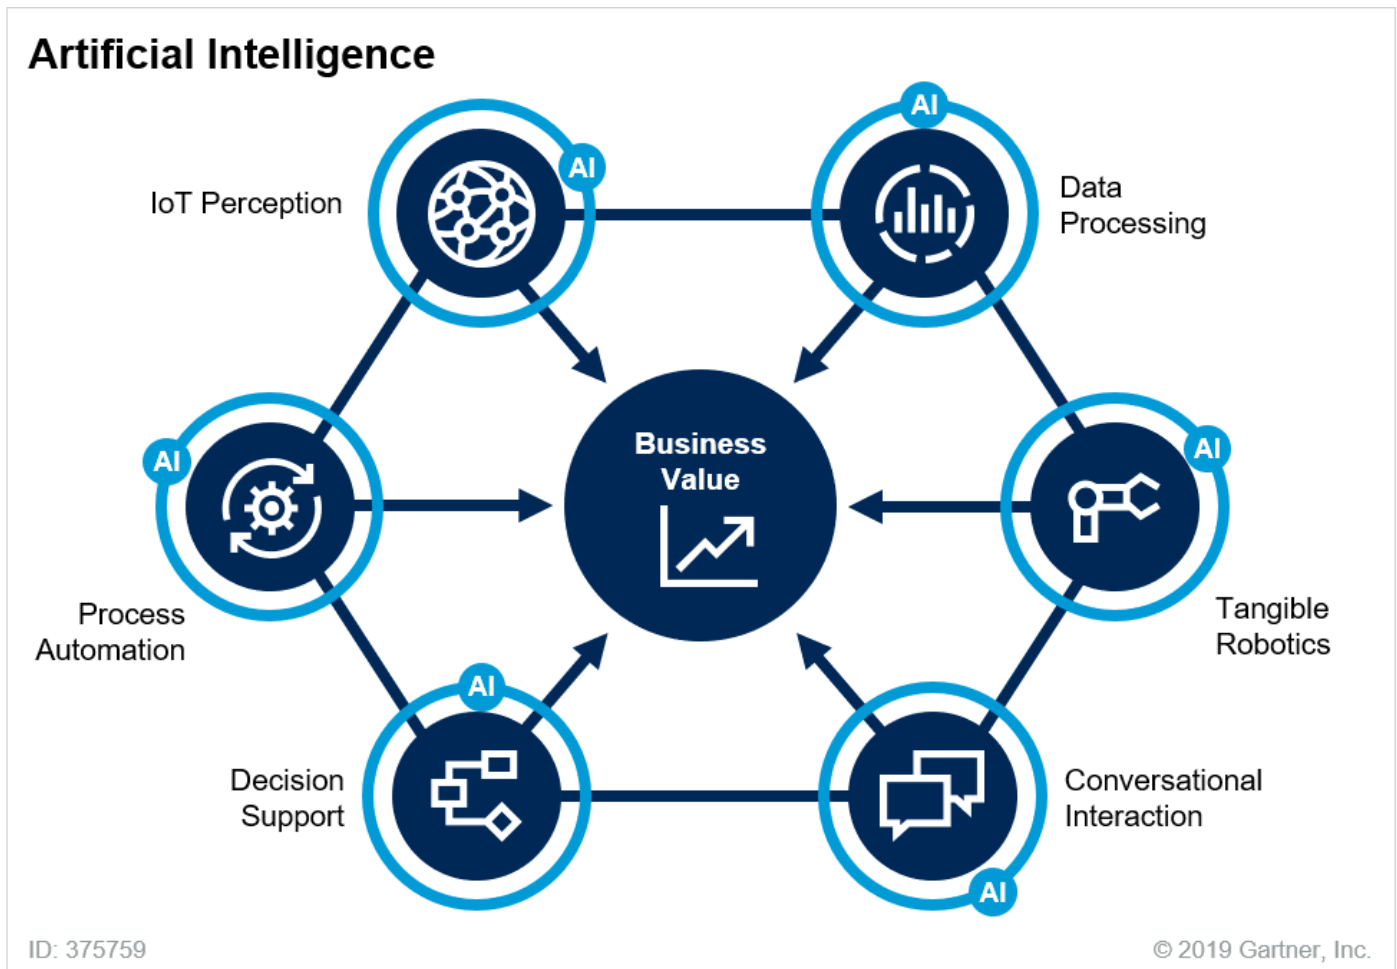 Artificial Intelligence
AI
IoT Perception
AI
Data
Processing
Business
Value
AI
Process
Automation
AI
Tangible
Robotics
AI
Decision
Support
Conversational
Interaction
AI
ID: 375759
© 2019 Gartner, Inc.